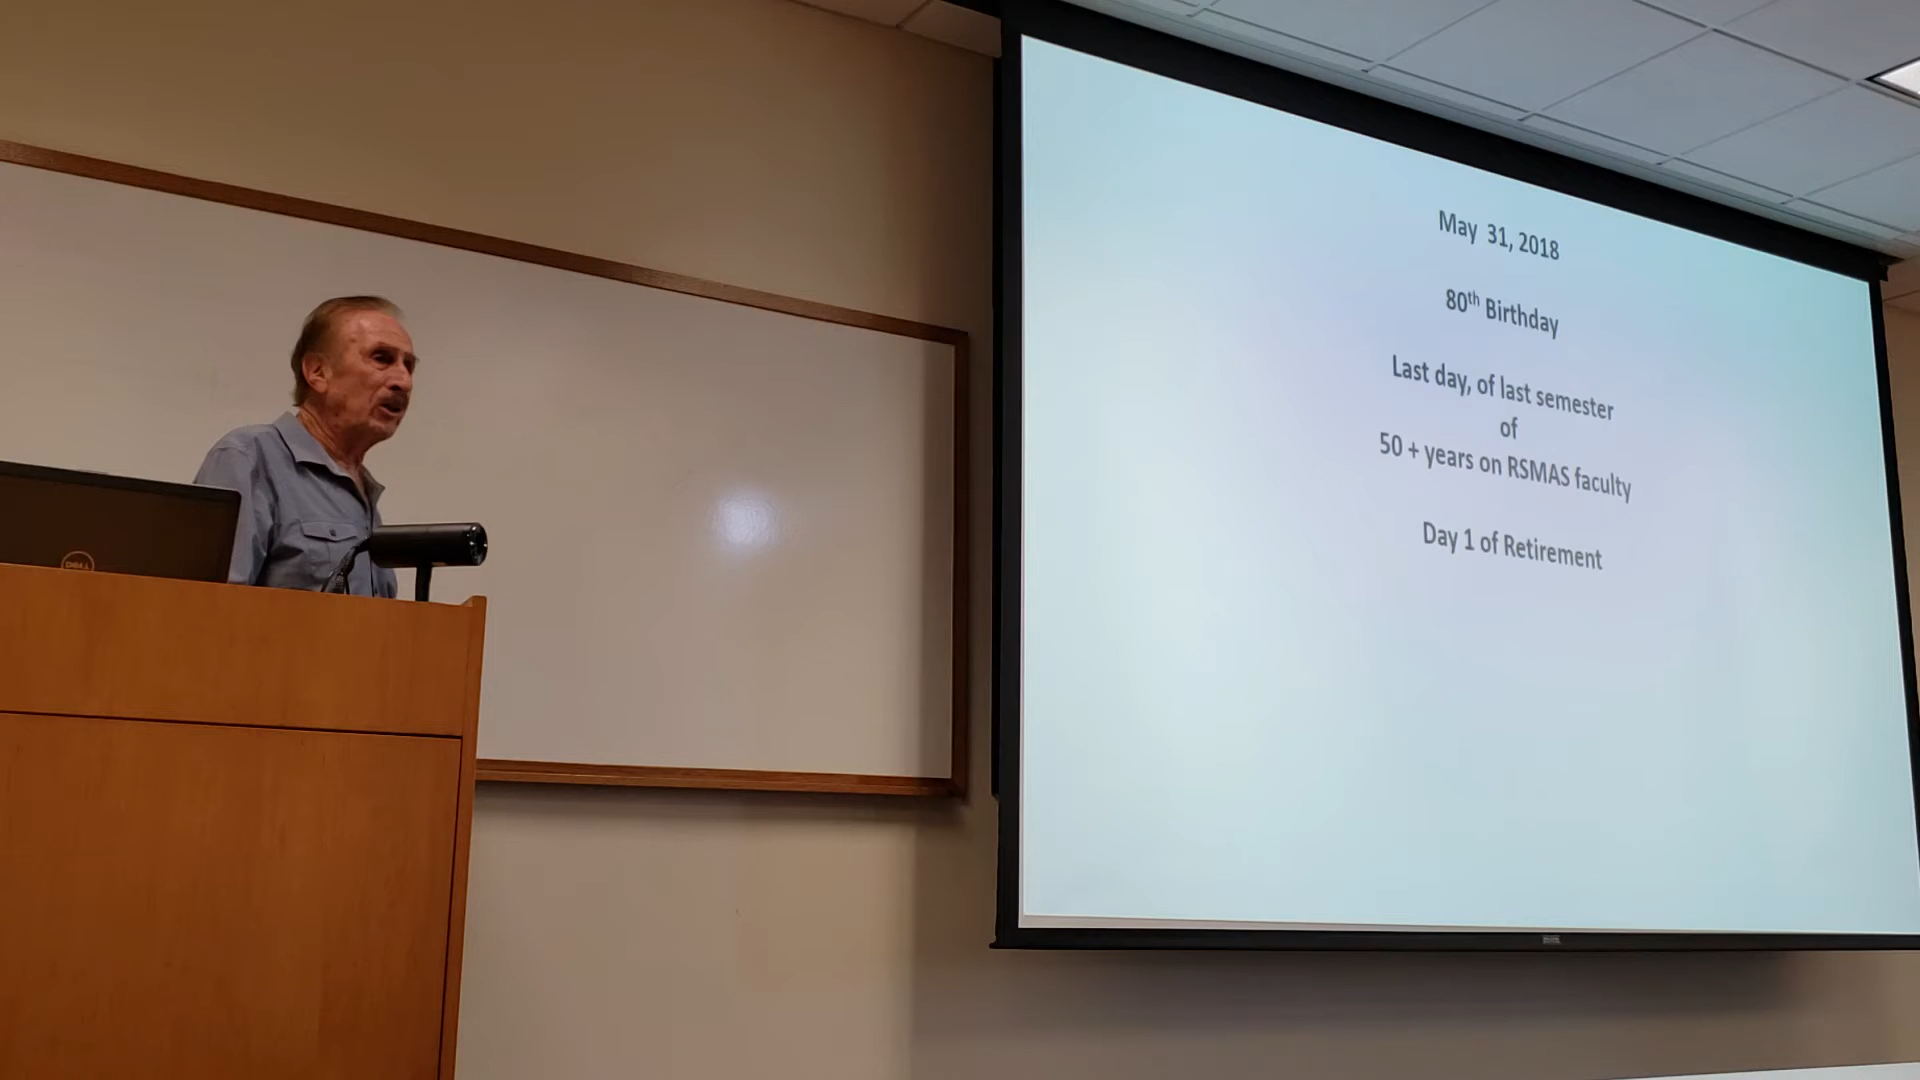 May 31, 2018
80th Birthday
Last day, of last semester
of
50 + years on RSMAS faculty
Day 1 of Retirement
DELL